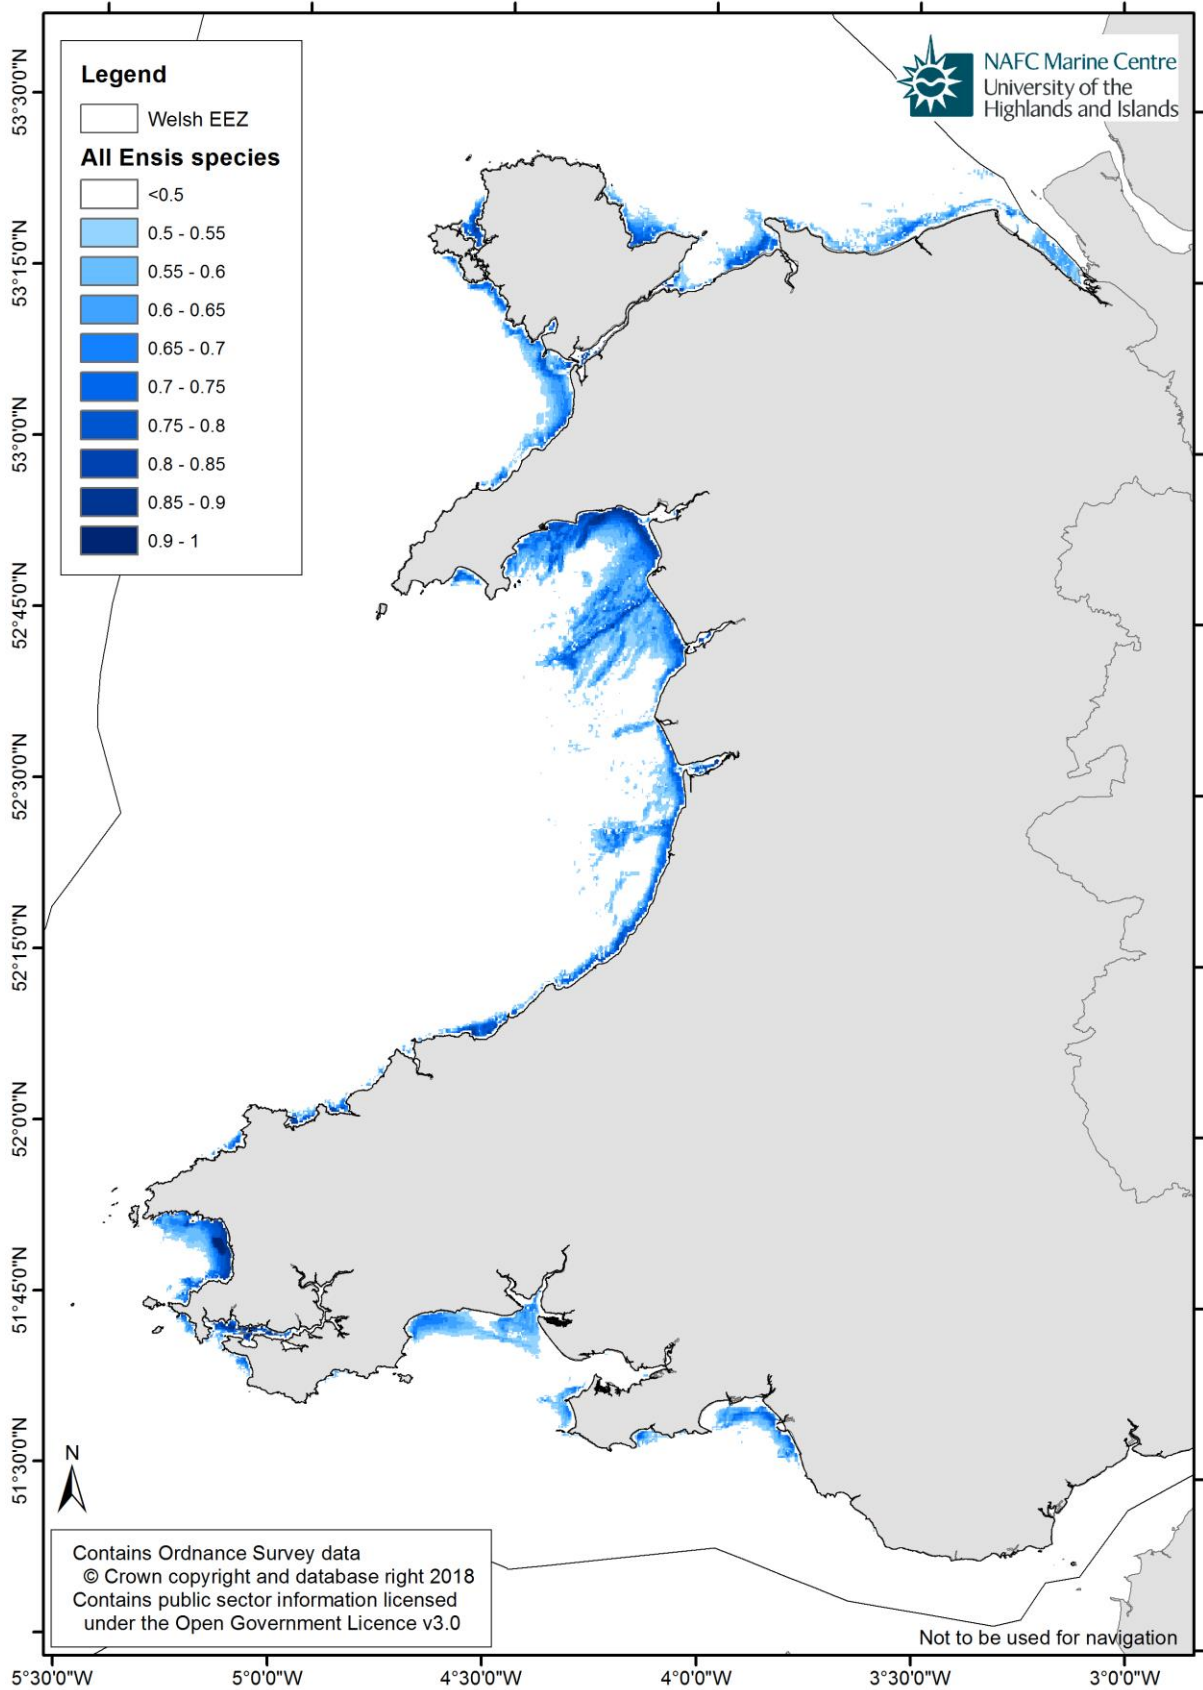 Legend
Welsh EEZ
All Ensis species
<0.5
0.5 - 0.55
0.55 - 0.6
0.6 - 0.65
0.65 - 0.7
0.7 - 0.75
0.75 - 0.8
0.8 - 0.85
0.85 - 0.9
0.9 - 1
NAFC Marine Centre
University of the
Highlands and Islands
53°30'0"N
53°15'0"N
53°0'0"N
52°45'0"N
52°30'0"N
52°15'0"N
52°0'0"N
51°45'0"N
51°30'0"N
N
Contains Ordnance Survey data
© Crown copyright and database right 2018
Contains public sector information licensed
under the Open Government Licence v3.0
Not to be used for navigation
5°30'0"W
5°0'0"W
4°30'0"W
4°0'0"W
3°30'0"W
3°0'0"W